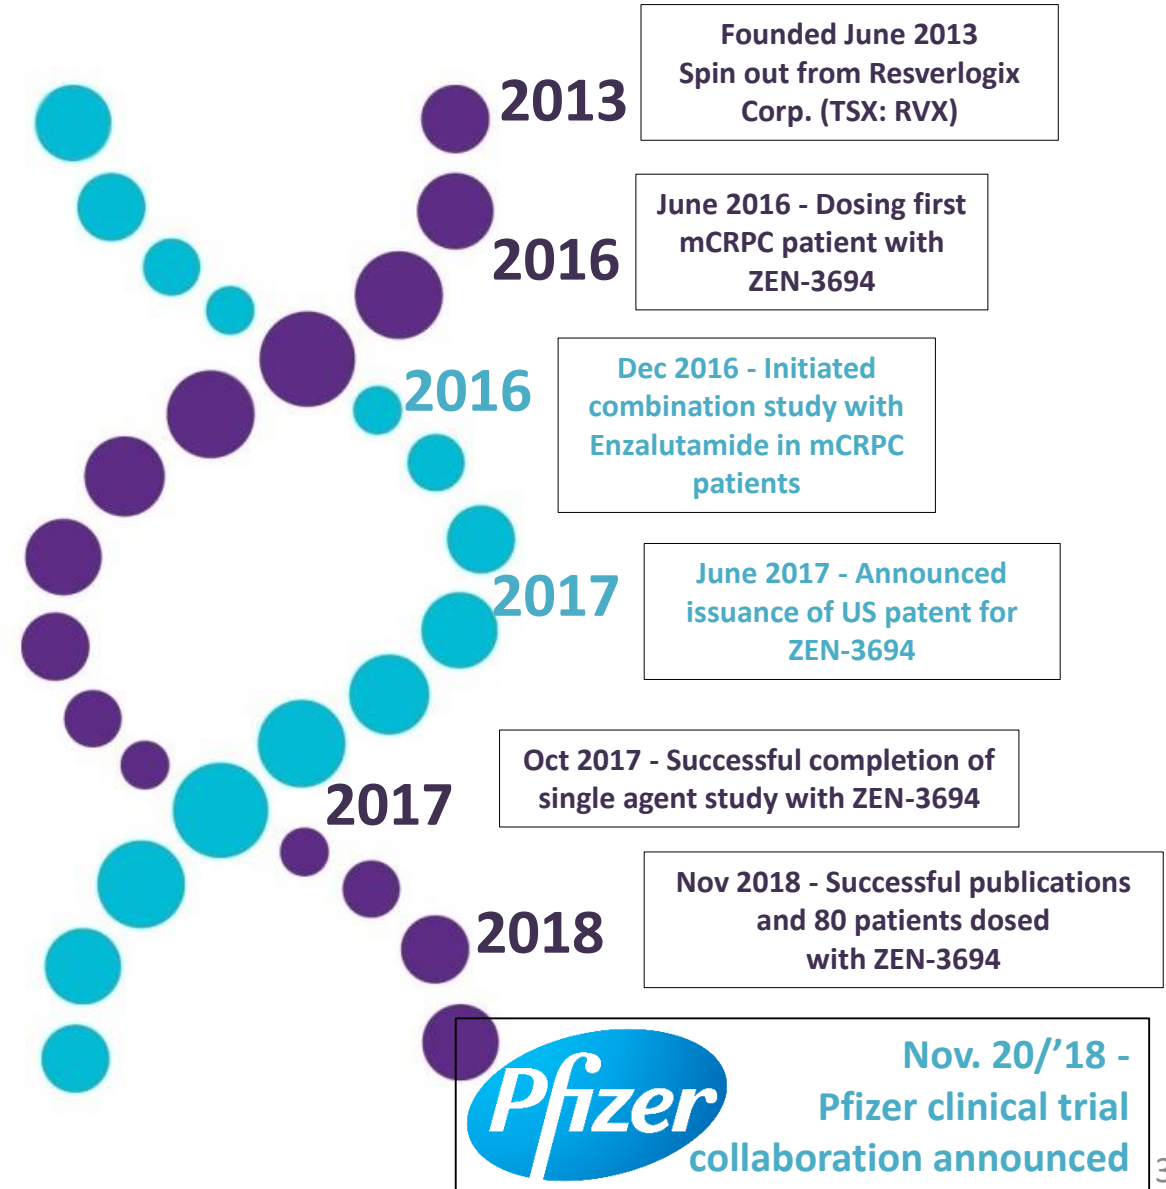 2013
Founded June 2013
Spin out from Resverlogix
Corp. (TSX: RVX)
2016
June 2016 - Dosing first
mCRPC patient with
ZEN-3694
2016
Dec 2016 - Initiated
combination study with
Enzalutamide in mCRPC
patients
2017
June 2017 - Announced
issuance of US patent for
ZEN-3694
2017
Oct 2017 - Successful completion of
single agent study with ZEN-3694
2018
Nov 2018 - Successful publications
and 80 patients dosed
with ZEN-3694
Pfizer
Nov. 20/’18 -
Pfizer clinical trial
collaboration announced
3